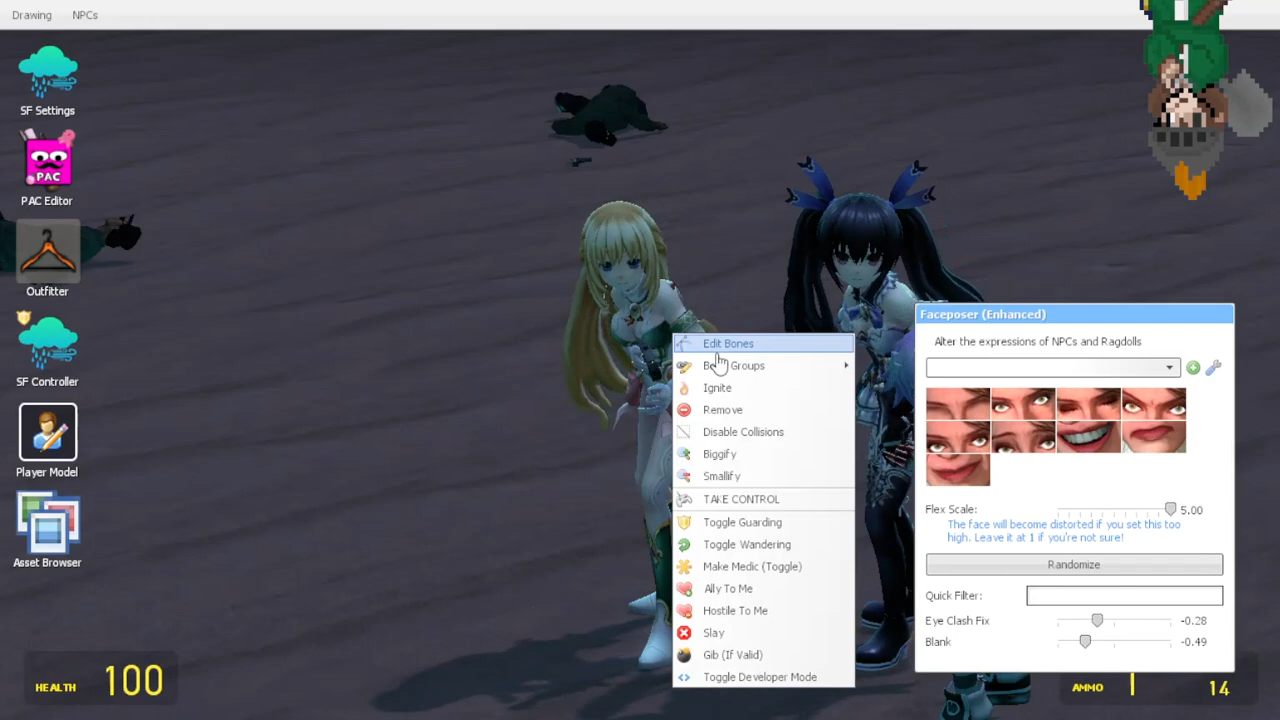 Drawing NPCs
SF Settings
PAC
PAC Editor
Outfitter
SF Controller
Player Model
Asset Browser
Edit Bones
Groups
Ignite
Remove
Disable Collisions
Biggify
Smallify
TAKE CONTROL
Toggle Guarding
Toggle Wandering
Make Medic (Toggle)
Ally To Me
Hostile To Me
Slay
Gib (If Valid)
Toggle Developer Mode
Faceposer (Enhanced)
Alter the expressions of NPCs and Ragdolls
Flex Scale: 5.00
The face will become distorted if you set this too
high. Leave it at 1 if you're not sure!
Randomize
Quick Filter:
Eye Clash Fix -0.28
Blank -0.49
HEALTH 100
AMMO 14